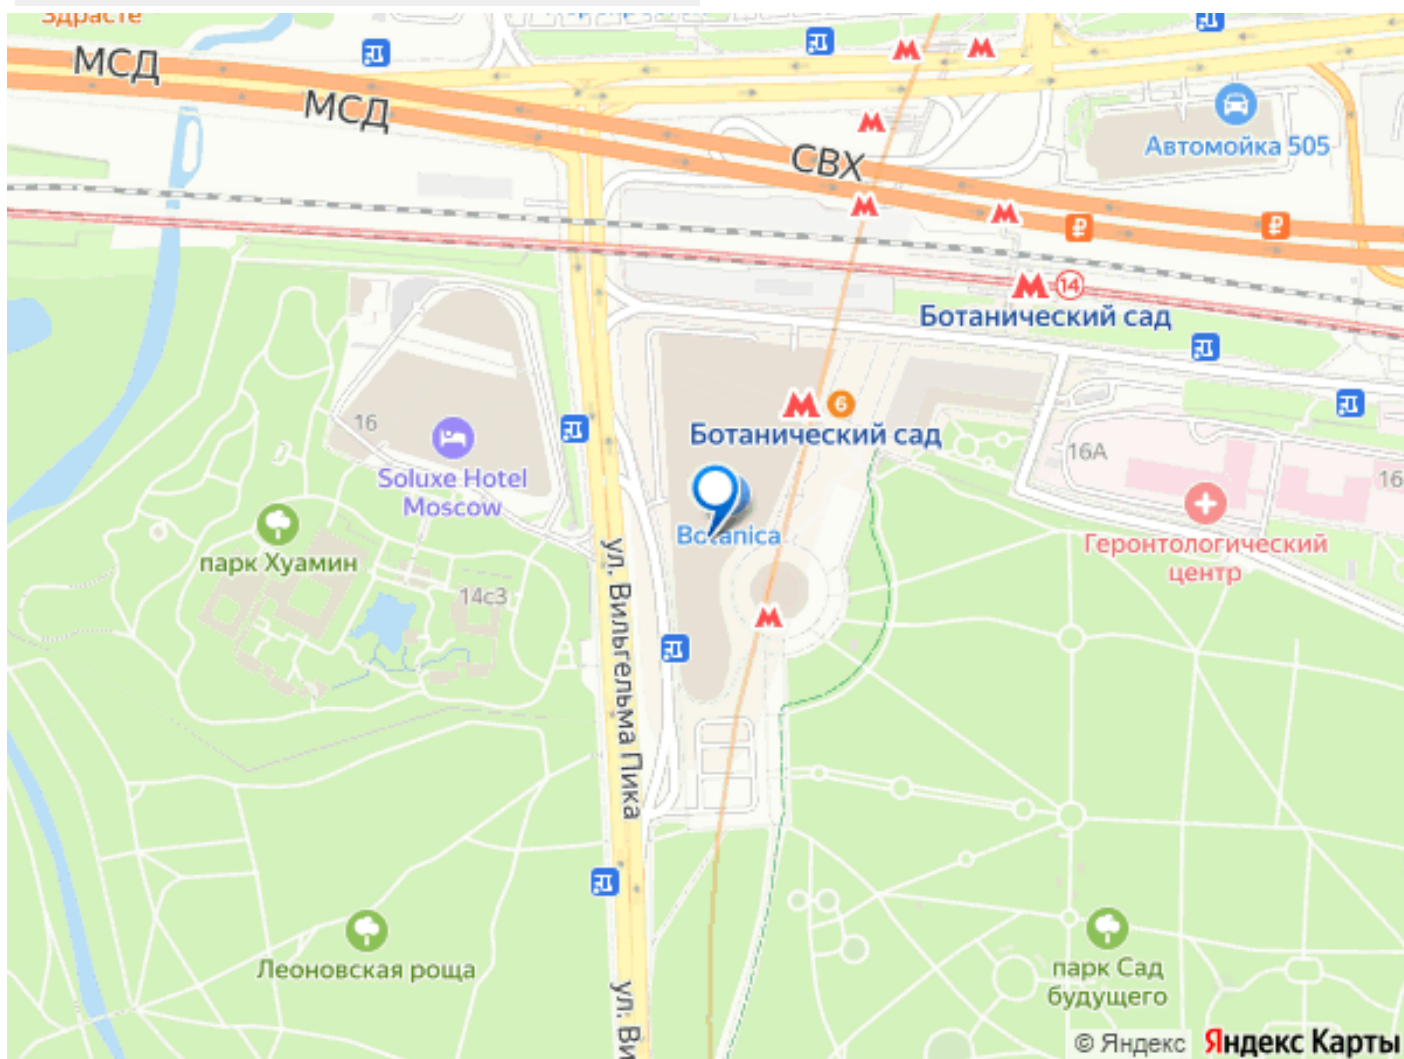 Здрасте
МСД
МСД
СВХ
Автомойка 505
14
Ботанический сад
6
Ботанический сад
16
Soluxe Hotel
Moscow
16А
16
Botanica
Геронтологический
центр
парк Хуамин
14с3
ул. Вильгельма Пика
Леоновская роща
парк Сад
будущего
ул. Ви
© Яндекс
Яндекс Карты